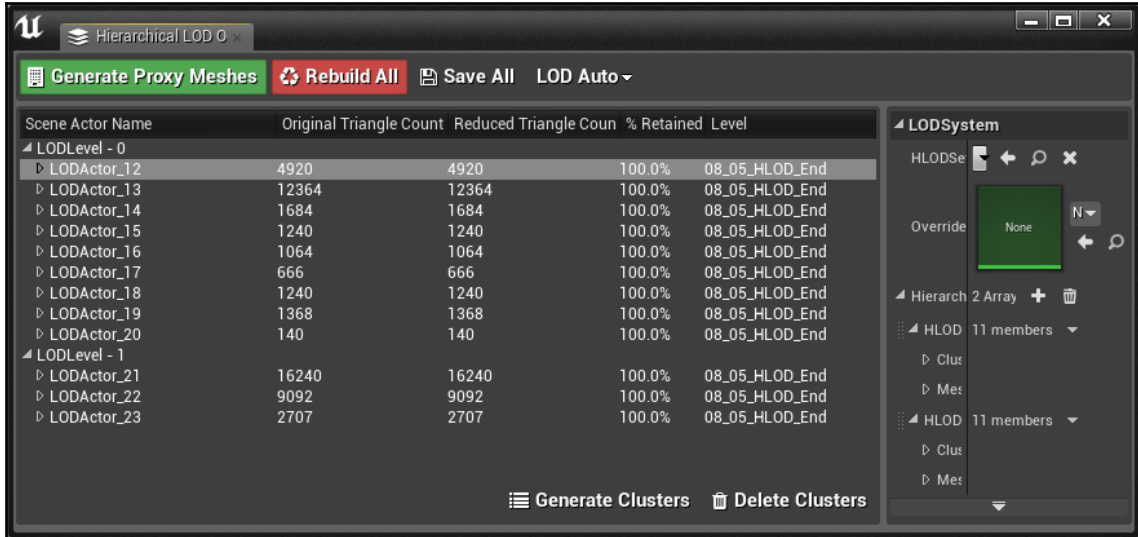 Hierarchical LOD O
Generate Proxy Meshes Rebuild All Save All LOD Auto
Scene Actor Name Original Triangle Count Reduced Triangle Coun % Retained Level
LODLevel - 0
LODActor_12 4920 4920 100.0% 08_05_HLOD_End
LODActor_13 12364 12364 100.0% 08_05_HLOD_End
LODActor_14 1684 1684 100.0% 08_05_HLOD_End
LODActor_15 1240 1240 100.0% 08_05_HLOD_End
LODActor_16 1064 1064 100.0% 08_05_HLOD_End
LODActor_17 666 666 100.0% 08_05_HLOD_End
LODActor_18 1240 1240 100.0% 08_05_HLOD_End
LODActor_19 1368 1368 100.0% 08_05_HLOD_End
LODActor_20 140 140 100.0% 08_05_HLOD_End
LODLevel - 1
LODActor_21 16240 16240 100.0% 08_05_HLOD_End
LODActor_22 9092 9092 100.0% 08_05_HLOD_End
LODActor_23 2707 2707 100.0% 08_05_HLOD_End
Generate Clusters Delete Clusters
LODSystem
HLODSe
Override None N
Hierarch 2 Array
HLOD 11 members
Clus
Mes
HLOD 11 members
Clus
Mes